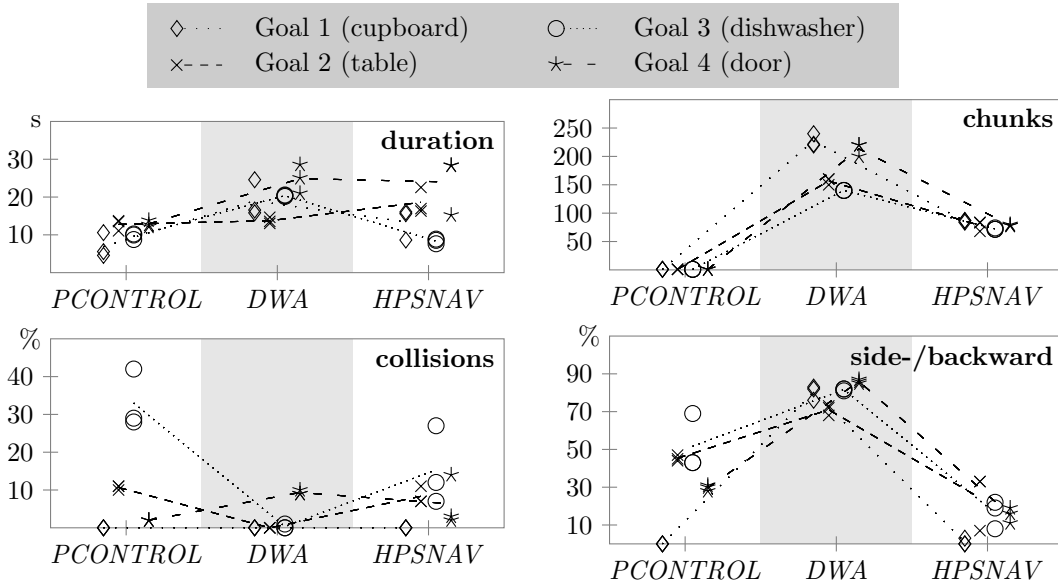 Goal 1 (cupboard) Goal 3 (dishwasher)
Goal 2 (table) Goal 4 (door)
s
duration
30
20
10
PCONTROL DWA HPSNAV
chunks
250
200
150
100
50
PCONTROL DWA HPSNAV
%
collisions
40
30
20
10
PCONTROL DWA HPSNAV
%
side-/backward
90
70
50
30
10
PCONTROL DWA HPSNAV